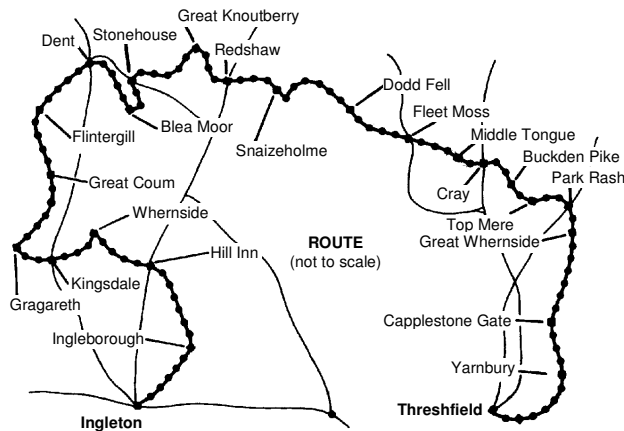 Great Knoutberry
Stonehouse
Dent
Redshaw
Dodd Fell
Fleet Moss
Flintergill
Blea Moor
Snaizeholme
Middle Tongue
Buckden Pike
Park Rash
Great Coum
Cray
Whernside
Top Mere
Great Whernside
ROUTE
(not to scale)
Hill Inn
Kingsdale
Gragareth
Capplestone Gate
Ingleborough
Yarnbury
Ingleton
Threshfield